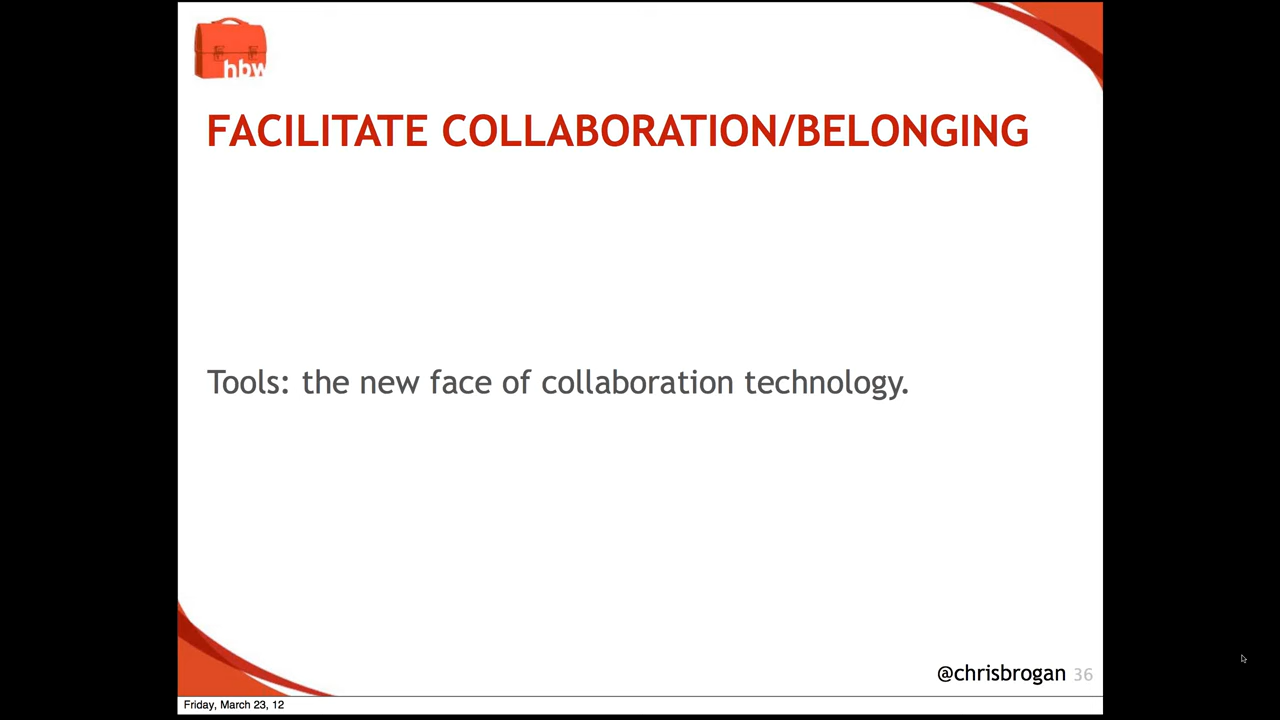 hbw
FACILITATE COLLABORATION/BELONGING
Tools: the new face of collaboration technology.
@chrisbrogan 36
Friday, March 23, 12